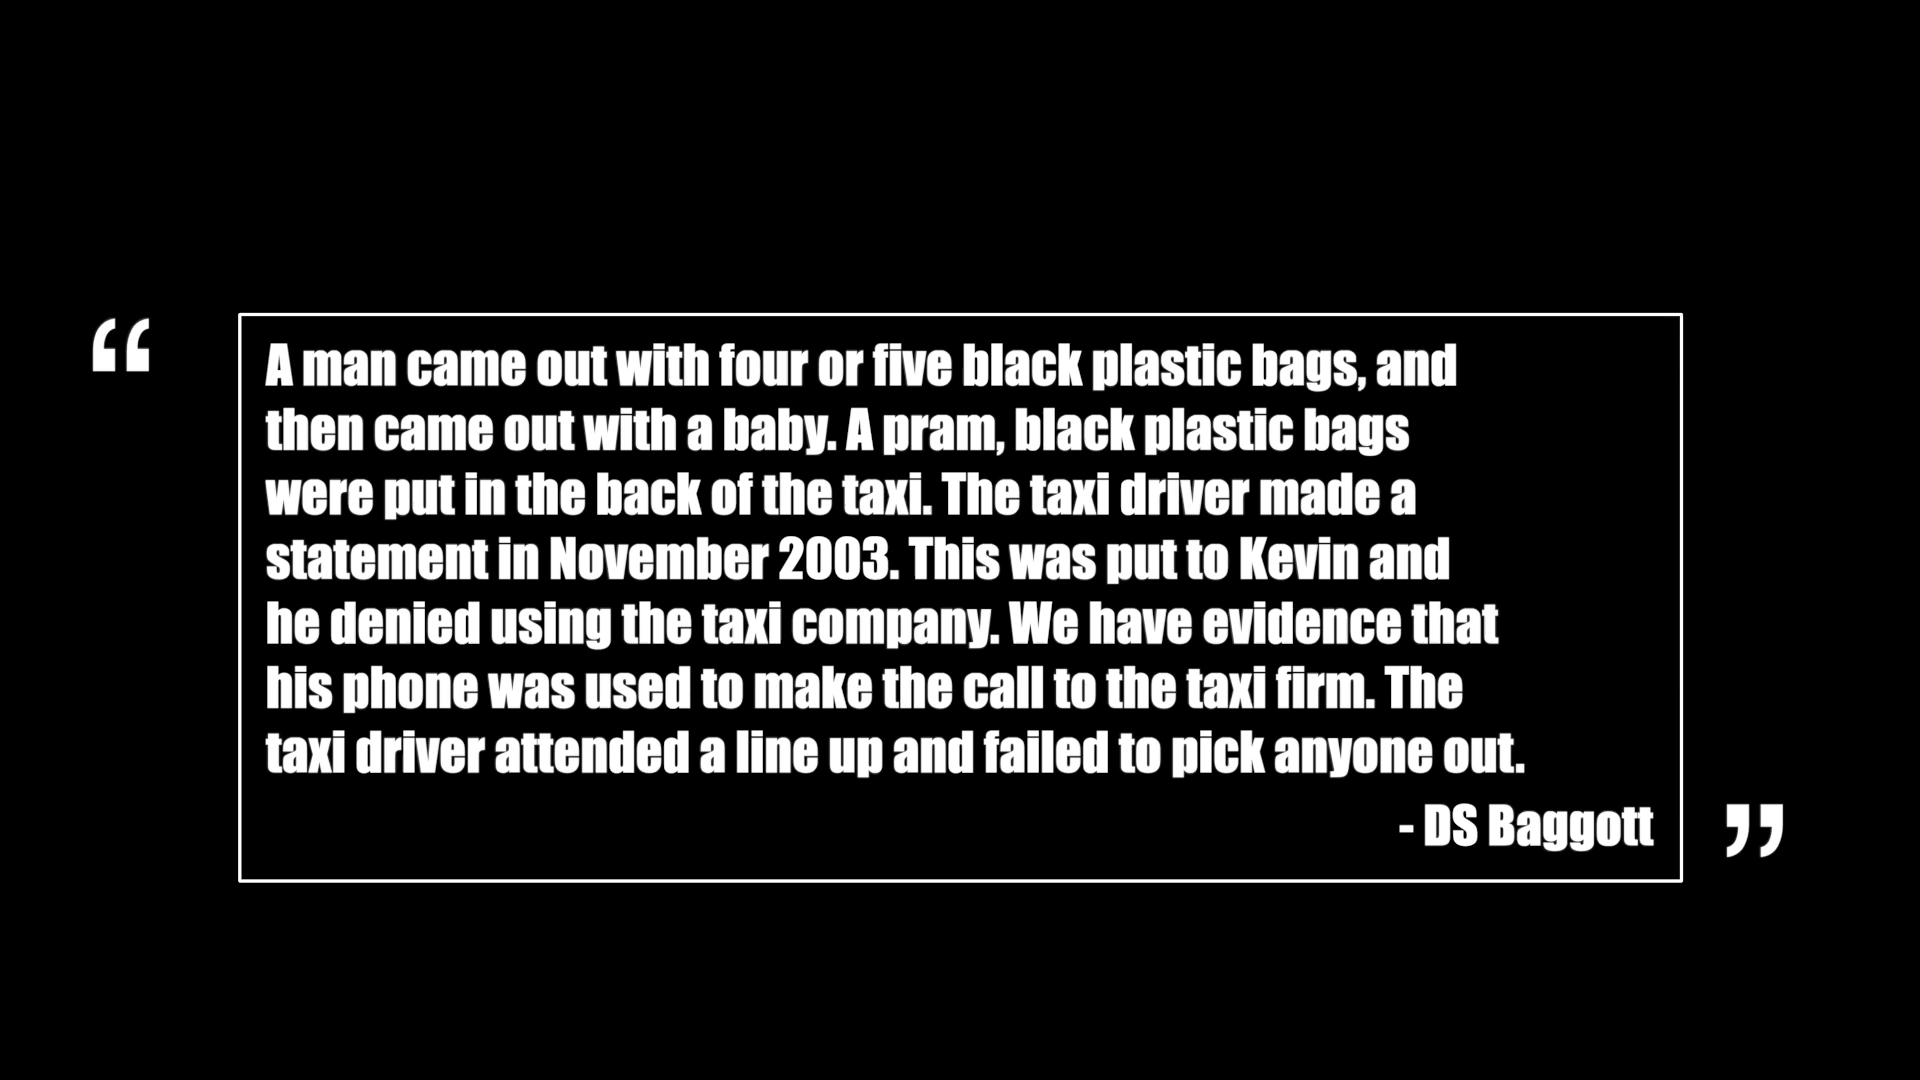 “
A man came out with four or five black plastic bags, and
then came out with a baby. A pram, black plastic bags
were put in the back of the taxi. The taxi driver made a
statement in November 2003. This was put to Kevin and
he denied using the taxi company. We have evidence that
his phone was used to make the call to the taxi firm. The
taxi driver attended a line up and failed to pick anyone out.
- DS Baggott
”